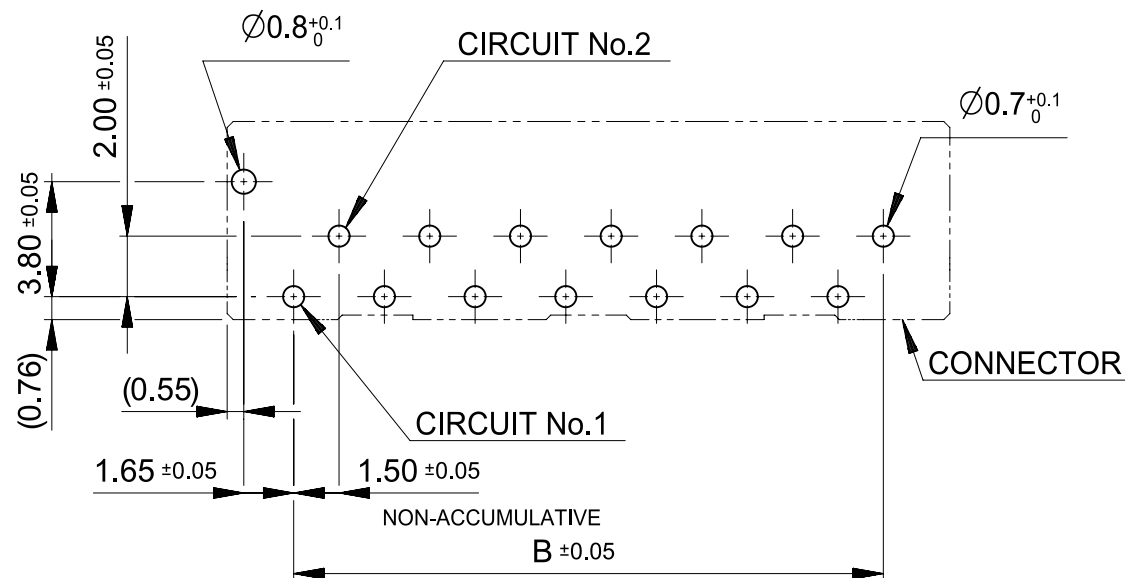 Ø0.8 +0.1 0
CIRCUIT No.2
Ø0.7 +0.1 0
2.00 ±0.05
3.80 ±0.05
(0.76)
(0.55)
CONNECTOR
CIRCUIT No.1
1.65 ±0.05
1.50 ±0.05
NON-ACCUMULATIVE
B ±0.05